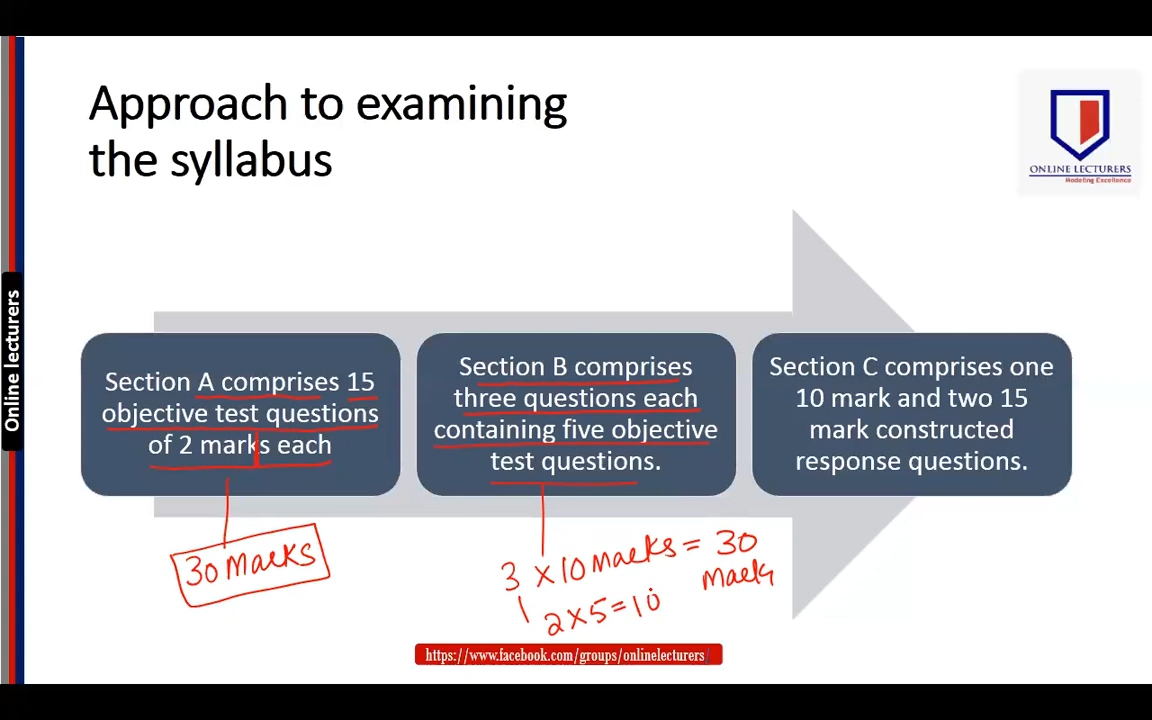 Approach to examining
the syllabus
ONLINE LECTURERS
Modeling Excellence
Online lecturers
Section A comprises 15
objective test questions
of 2 marks each
Section B comprises
three questions each
containing five objective
test questions.
Section C comprises one
10 mark and two 15
mark constructed
response questions.
30 Marks
3 × 10 Marks = 30
Marks
1 2×5=10
https://www.facebook.com/groups/onlinelecturers/